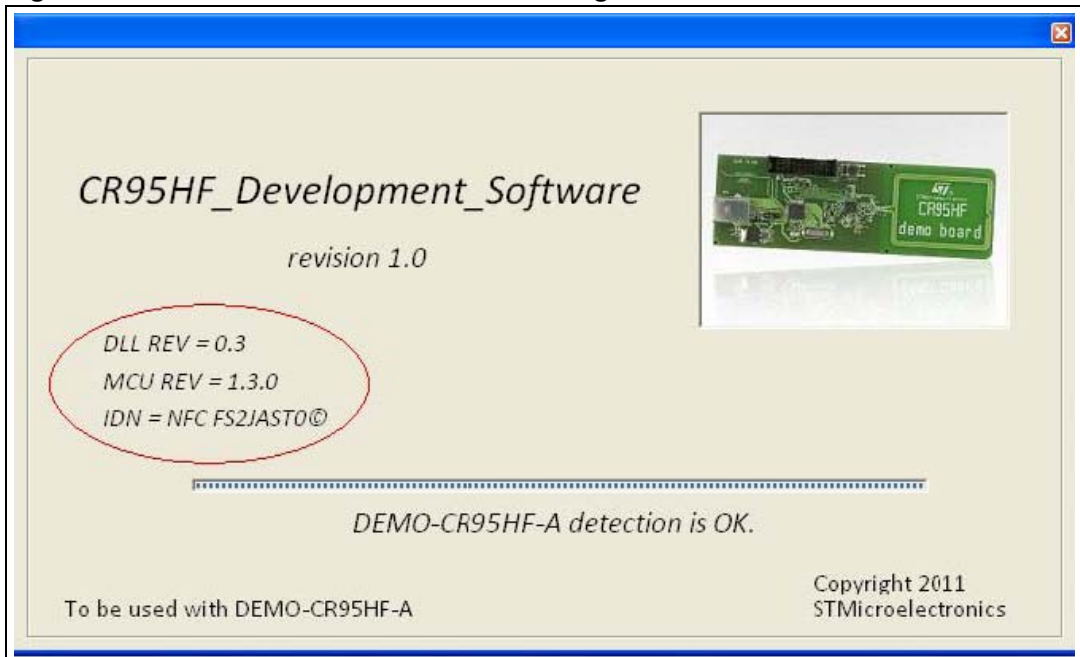 CR95HF_Development_Software
revision 1.0
CR95HF
demo board
DLL REV = 0.3
MCU REV = 1.3.0
IDN = NFC FS2JAST0©
DEMO-CR95HF-A detection is OK.
To be used with DEMO-CR95HF-A
Copyright 2011
STMicroelectronics